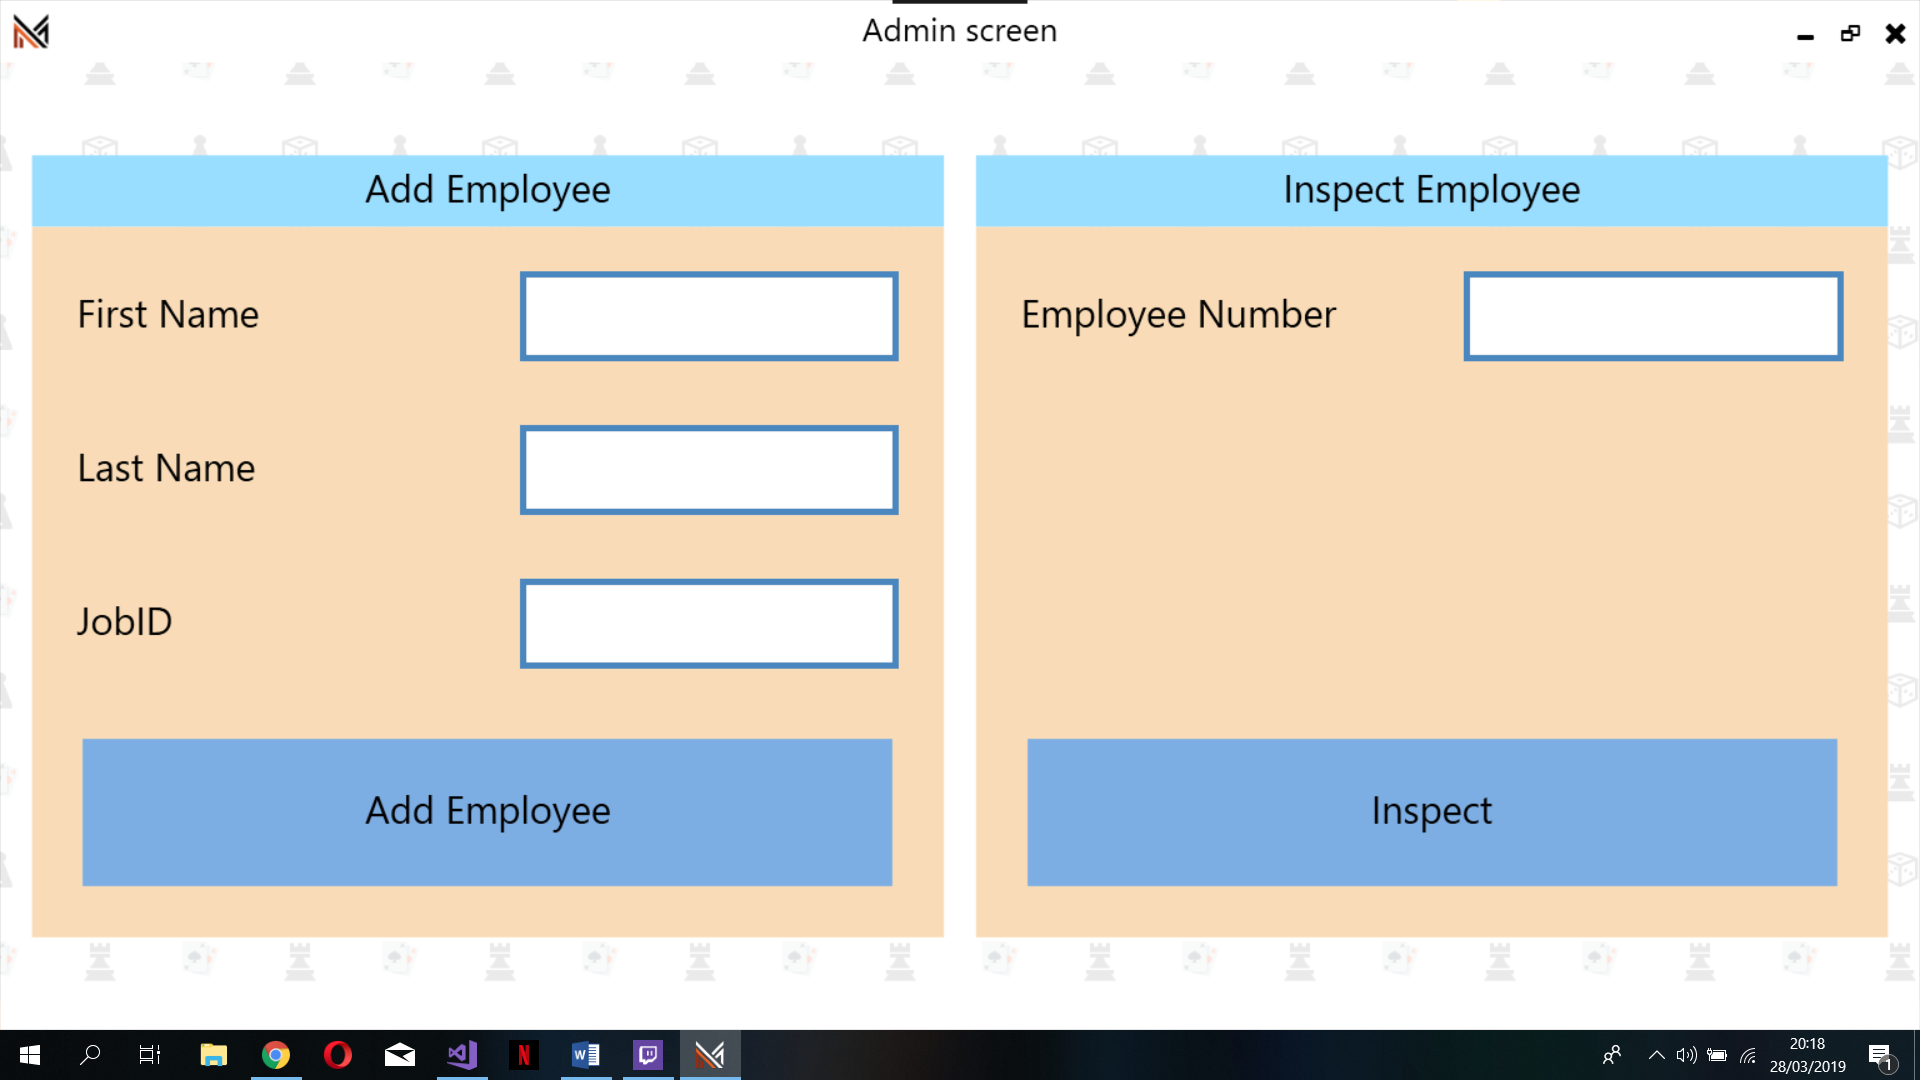 Admin screen
Add Employee
First Name
Last Name
JobID
Add Employee
Inspect Employee
Employee Number
Inspect
N
W
20:18
28/03/2019
1